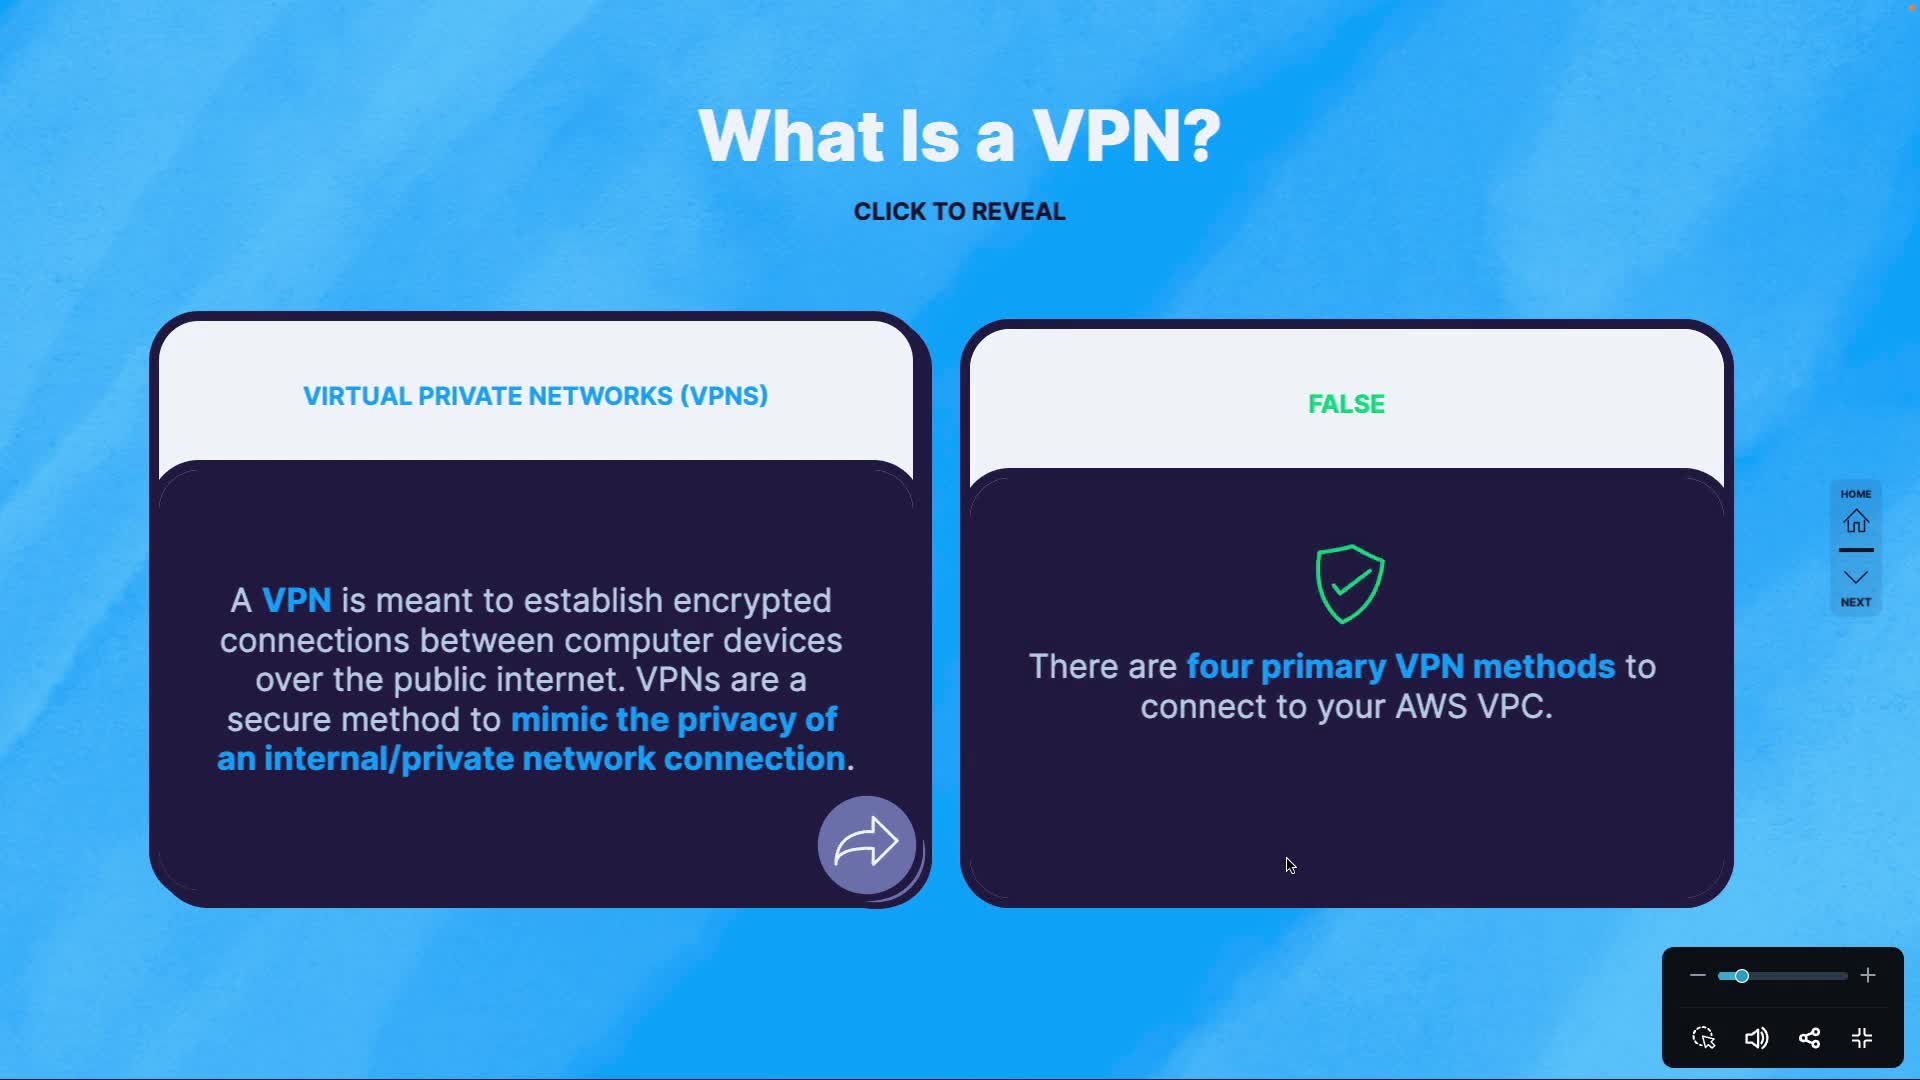 What Is a VPN?
CLICK TO REVEAL
VIRTUAL PRIVATE NETWORKS (VPNS)
A VPN is meant to establish encrypted
connections between computer devices
over the public internet. VPNs are a
secure method to mimic the privacy of
an internal/private network connection.
FALSE
There are four primary VPN methods to
connect to your AWS VPC.
HOME
NEXT